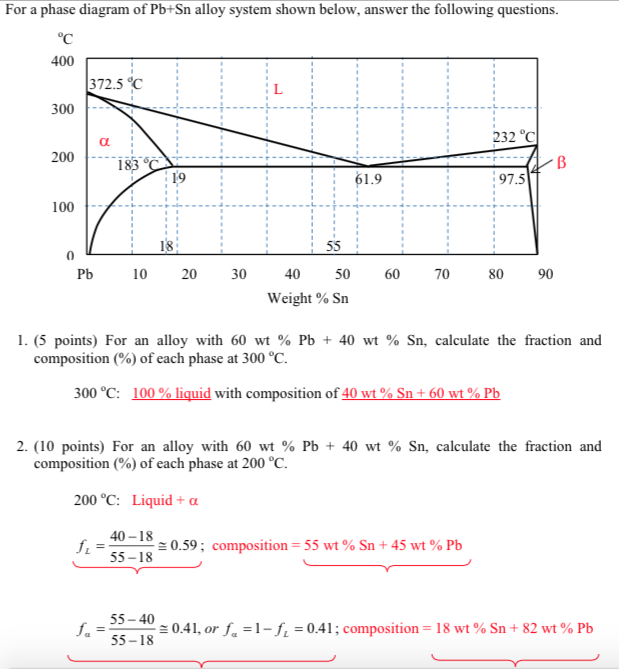 For a phase diagram of Pb+Sn alloy system shown below, answer the following questions.
°C
400
372.5 °C
L
300
α
232 °C
200
183 °C
β
19
61.9
97.5
100
18
55
0
Pb 10 20 30 40 50 60 70 80 90
Weight % Sn
1. (5 points) For an alloy with 60 wt % Pb + 40 wt % Sn, calculate the fraction and
composition (%) of each phase at 300 °C.
300 °C: 100 % liquid with composition of 40 wt % Sn + 60 wt % Pb
2. (10 points) For an alloy with 60 wt % Pb + 40 wt % Sn, calculate the fraction and
composition (%) of each phase at 200 °C.
200 °C: Liquid + α
f_L = (40 – 18)/(55 – 18) ≅ 0.59 ; composition = 55 wt % Sn + 45 wt % Pb
f_α = (55 – 40)/(55 – 18) ≅ 0.41, or f_α = 1 – f_L = 0.41 ; composition = 18 wt % Sn + 82 wt % Pb